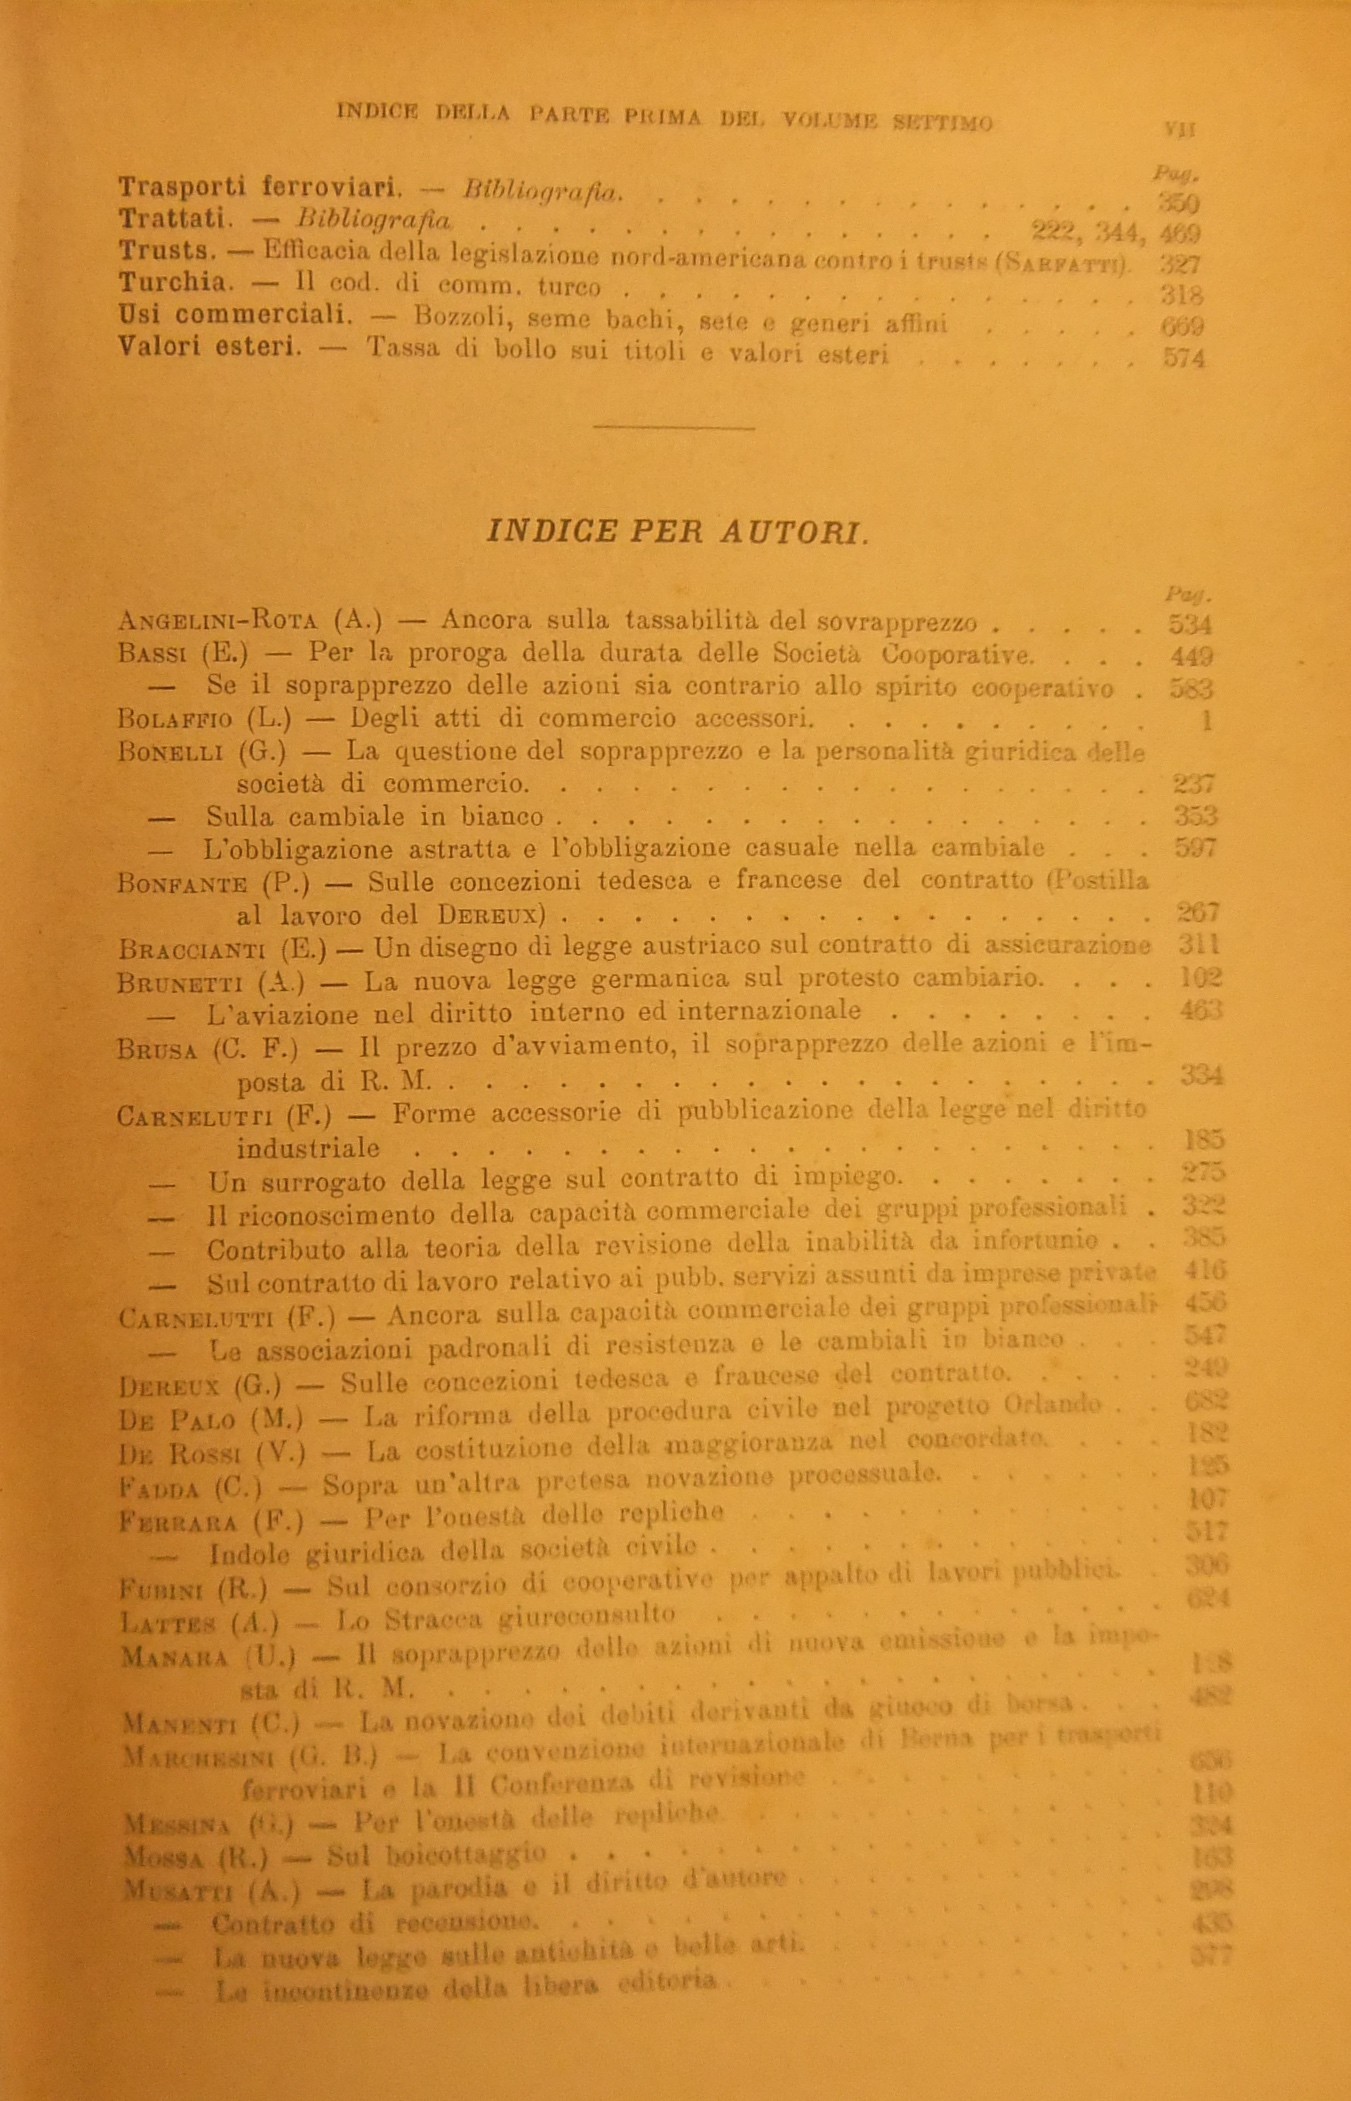 INDICE DELLA PARTE PRIMA DEL VOLUME SETTIMO VII
Pag.
Trasporti ferroviari. — Bibliografia. . . . . . . . . . . . . . . 350
Trattati. — Bibliografia . . . . . . . . . . . . . . . 222, 344, 469
Trusts. — Efficacia della legislazione nord-americana contro i trusts (SARFATTI). 327
Turchia. — Il cod. di comm. turco . . . . . . . . . . . . . . . 318
Usi commerciali. — Bozzoli, seme bachi, sete e generi affini . . . . . 669
Valori esteri. — Tassa di bollo sui titoli e valori esteri . . . . . . . 574
INDICE PER AUTORI.
Pag.
ANGELINI-ROTA (A.) — Ancora sulla tassabilità del sovrapprezzo . . . . . 534
BASSI (E.) — Per la proroga della durata delle Società Cooperative. . . . 449
— Se il soprapprezzo delle azioni sia contrario allo spirito cooperativo . 583
BOLAFFIO (L.) — Degli atti di commercio accessori. . . . . . . . . . 1
BONELLI (G.) — La questione del soprapprezzo e la personalità giuridica delle
società di commercio. . . . . . . . . . . . . . . . . . 237
— Sulla cambiale in bianco . . . . . . . . . . . . . . . . . 353
— L'obbligazione astratta e l'obbligazione casuale nella cambiale . . . 597
BONFANTE (P.) — Sulle concezioni tedesca e francese del contratto (Postilla
al lavoro del DEREUX) . . . . . . . . . . . . . . . . . 267
BRACCIANTI (E.) — Un disegno di legge austriaco sul contratto di assicurazione 311
BRUNETTI (A.) — La nuova legge germanica sul protesto cambiario. . . . 102
— L'aviazione nel diritto interno ed internazionale . . . . . . . . 463
BRUSA (C. F.) — Il prezzo d'avviamento, il soprapprezzo delle azioni e l'im-
posta di R. M. . . . . . . . . . . . . . . . . . . . . 334
CARNELUTTI (F.) — Forme accessorie di pubblicazione della legge nel diritto
industriale . . . . . . . . . . . . . . . . . . . . . 185
— Un surrogato della legge sul contratto di impiego. . . . . . . . 275
— Il riconoscimento della capacità commerciale dei gruppi professionali . 322
— Contributo alla teoria della revisione della inabilità da infortunio . . 385
— Sul contratto di lavoro relativo ai pubb. servizi assunti da imprese private 416
CARNELUTTI (F.) — Ancora sulla capacità commerciale dei gruppi professionali 456
— Le associazioni padronali di resistenza e le cambiali in bianco . . . 547
DEREUX (G.) — Sulle concezioni tedesca e francese del contratto. . . . . 249
DE PALO (M.) — La riforma della procedura civile nel progetto Orlando . . 682
DE ROSSI (V.) — La costituzione della maggioranza nel concordato. . . . 182
FADDA (C.) — Sopra un'altra pretesa novazione processuale. . . . . . . 125
FERRARA (F.) — Per l'onestà delle repliche . . . . . . . . . . . . 107
— Indole giuridica della società civile . . . . . . . . . . . . . 517
FUBINI (R.) — Sul consorzio di cooperative per appalto di lavori pubblici. . 306
LATTES (A.) — Lo Stracca giureconsulto . . . . . . . . . . . . . 624
MANARA (U.) — Il soprapprezzo delle azioni di nuova emissione e la impo-
sta di R. M. . . . . . . . . . . . . . . . . . . . .
MANENTI (C.) — La novazione dei debiti derivanti da giuoco di borsa . . . 482
MARCHESINI (G. B.) — La convenzione internazionale di Berna per i trasporti
ferroviari e la II Conferenza di revisione . . . . . . . . . . 656
MESSINA (G.) — Per l'onestà delle repliche . . . . . . . . . . . . 110
MOSSA (R.) — Sul boicottaggio . . . . . . . . . . . . . . . . 324
MUSATTI (A.) — La parodia e il diritto d'autore . . . . . . . . . . 163
— Contratto di recensione. . . . . . . . . . . . . . . . . .
— La nuova legge sulle antichità e belle arti. . . . . . . . . . . 435
— Le incontinenze della libera editoria . . . . . . . . . . . . . 577